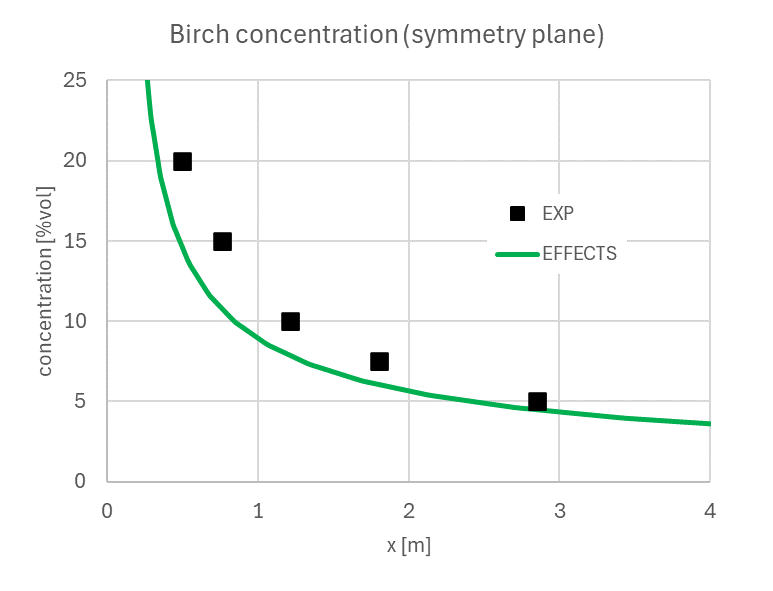 Birch concentration (symmetry plane)
25
20
15
10
5
0
concentration [%vol]
EXP
EFFECTS
0 1 2 3 4
x [m]